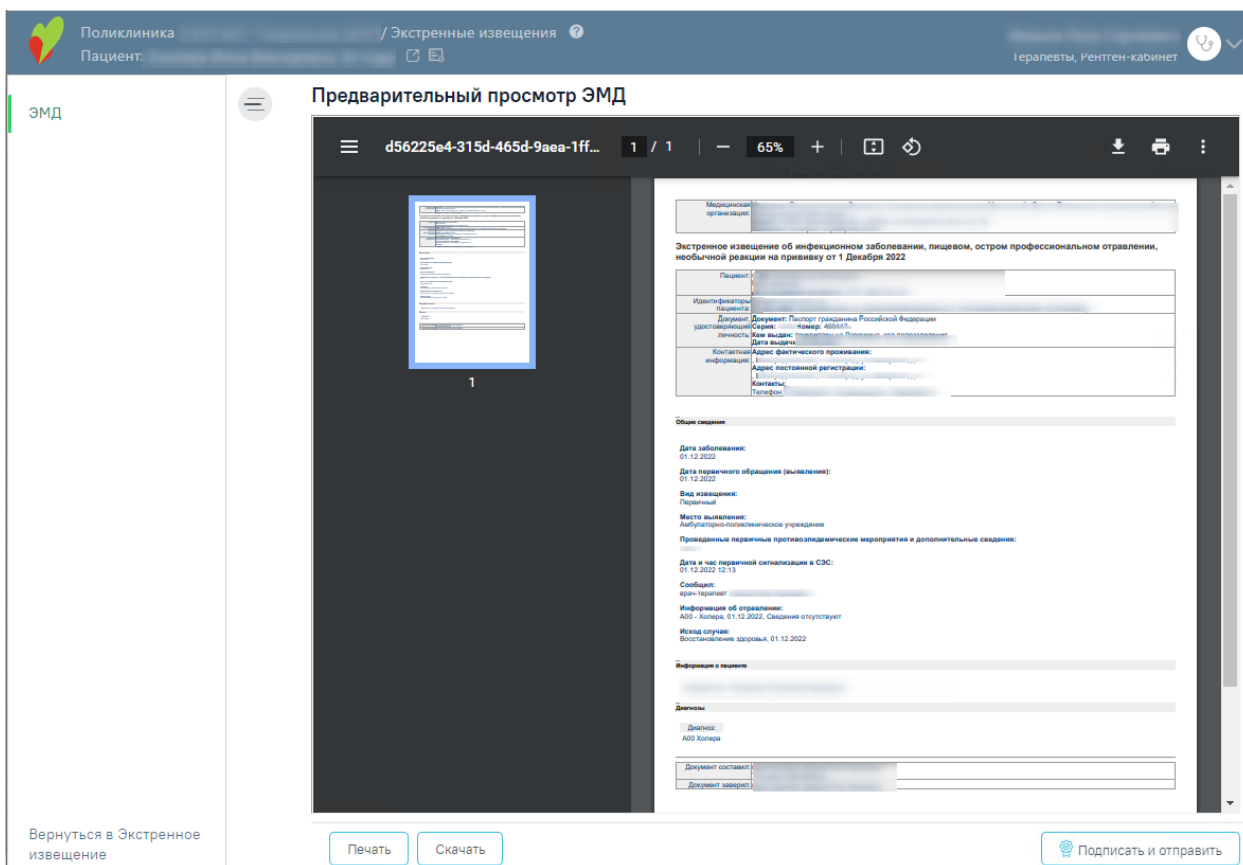 Поликлиника / Экстренные извещения ?
Пациент:
Терапевты, Рентген-кабинет
ЭМД
Предварительный просмотр ЭМД
d56225e4-315d-465d-9aea-1ff... 1 / 1 65%
1
Медицинская организация:
Экстренное извещение об инфекционном заболевании, пищевом, остром профессиональном отравлении,
необычной реакции на прививку от 1 Декабря 2022
Пациент:
Идентификаторы
пациента:
Документ, Документ: Паспорт гражданина Российской Федерации
удостоверяющий Серия: Номер:
личность: Кем выдан:
Дата выдачи
Контактная Адрес фактического проживания:
информация:
Адрес постоянной регистрации:
Контакты:
Телефон:
Общие сведения
Дата заболевания:
01.12.2022
Дата первичного обращения (выявления):
01.12.2022
Вид извещения:
Первичный
Место выявления:
Амбулаторно-поликлиническое учреждение
Проведенные первичные противоэпидемические мероприятия и дополнительные сведения:
Дата и час первичной сигнализации в СЭС:
01.12.2022 12:13
Сообщил:
врач-терапевт
Информация об отравлении:
A00 - Холера, 01.12.2022, Сведения отсутствуют
Исход случая:
Восстановление здоровья, 01.12.2022
Информация о пациенте
Диагнозы
Диагноз:
A00 Холера
Документ составил:
Документ заверил:
Вернуться в Экстренное
извещение
Печать
Скачать
Подписать и отправить